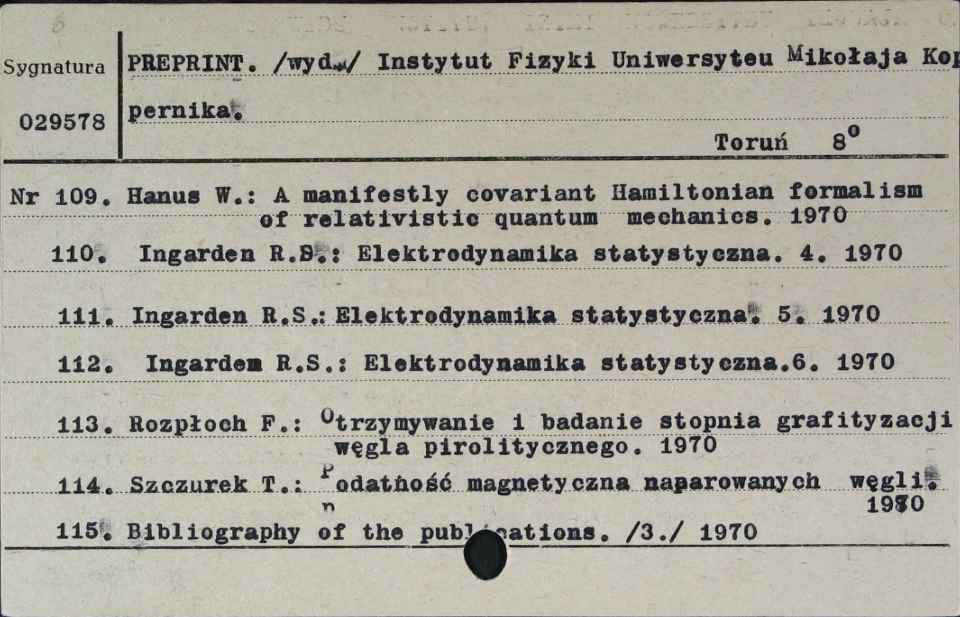 Sygnatura
029578
PREPRINT. /wyd./ Instytut Fizyki Uniwersyteu Mikołaja Kop
pernika.
Toruń 8o
Nr 109. Hanus W.: A manifestly covariant Hamiltonian formalism
of relativistic quantum mechanics. 1970
110. Ingarden R.S.: Elektrodynamika statystyczna. 4. 1970
111. Ingarden R.S.: Elektrodynamika statystyczna. 5. 1970
112. Ingarden R.S.: Elektrodynamika statystyczna.6. 1970
113. Rozpłoch F.: Otrzymywanie i badanie stopnia grafityzacji
węgla pirolitycznego. 1970
114. Szczurek T.: Podatność magnetyczna naparowanych węgli.
1970
115. Bibliography of the publications. /3./ 1970